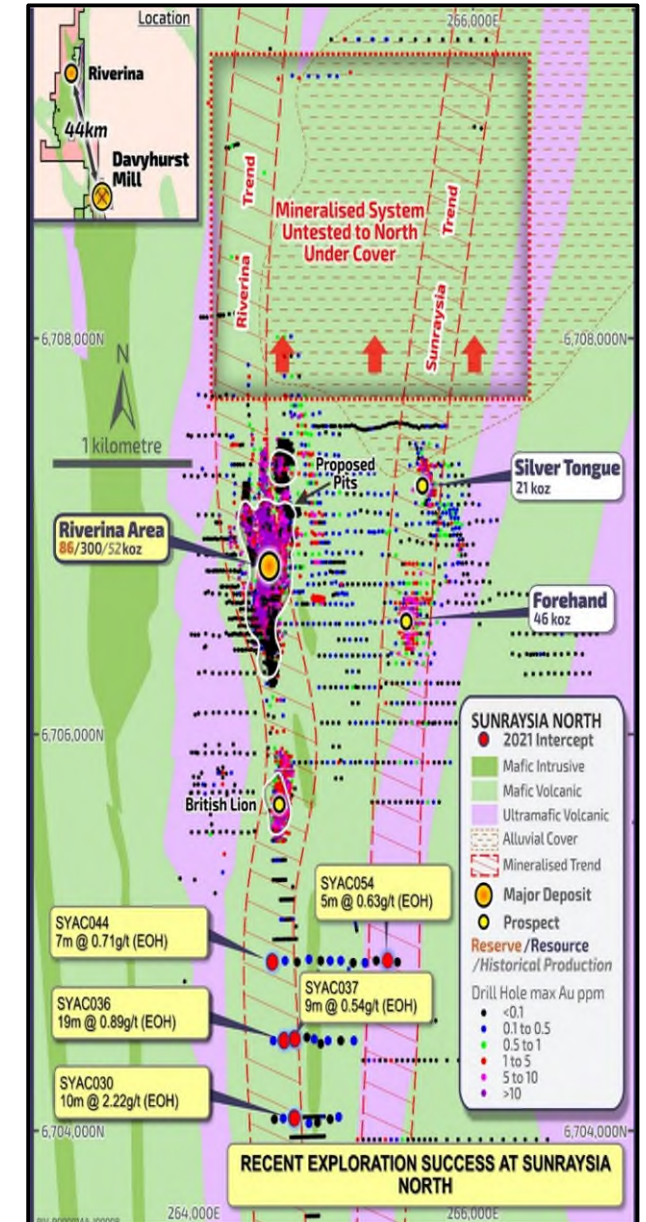 Location
Riverina
44km
Davyhurst
Mill
266,000E
Trend
Riverina
Mineralised System
Untested to North
Under Cover
Trend
Sunraysia
6,708,000N
6,708,000N
N
1 kilometre
Proposed
Pits
Silver Tongue
21 koz
Riverina Area
86/300/52koz
Forehand
46 koz
6,706,000N
British Lion
SUNRAYSIA NORTH
2021 Intercept
Mafic Intrusive
Mafic Volcanic
Ultramafic Volcanic
Alluvial Cover
Mineralised Trend
Major Deposit
Prospect
Reserve/Resource
/Historical Production
Drill Hole max Au ppm
<0.1
0.1 to 0.5
0.5 to 1
1 to 5
5 to 10
>10
SYAC054
5m @ 0.63g/t (EOH)
SYAC044
7m @ 0.71g/t (EOH)
SYAC037
9m @ 0.54g/t (EOH)
SYAC036
19m @ 0.89g/t (EOH)
SYAC030
10m @ 2.22g/t (EOH)
6,704,000N
6,704,000N
RECENT EXPLORATION SUCCESS AT SUNRAYSIA
NORTH
264,000E
266,000E